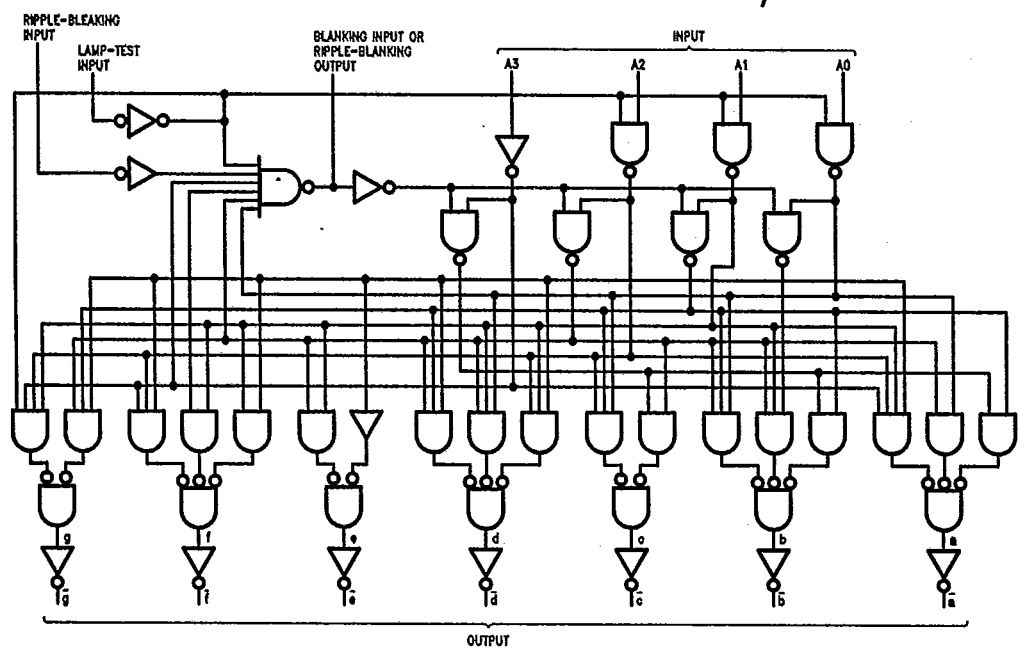 RIPPLE-BLEAKING
INPUT
LAMP-TEST
INPUT
BLANKING INPUT OR
RIPPLE-BLANKING
OUTPUT
INPUT
A3
A2
A1
A0
g
f
e
d
c
b
a
g̅
f̅
e̅
d̅
c̅
b̅
a̅
OUTPUT